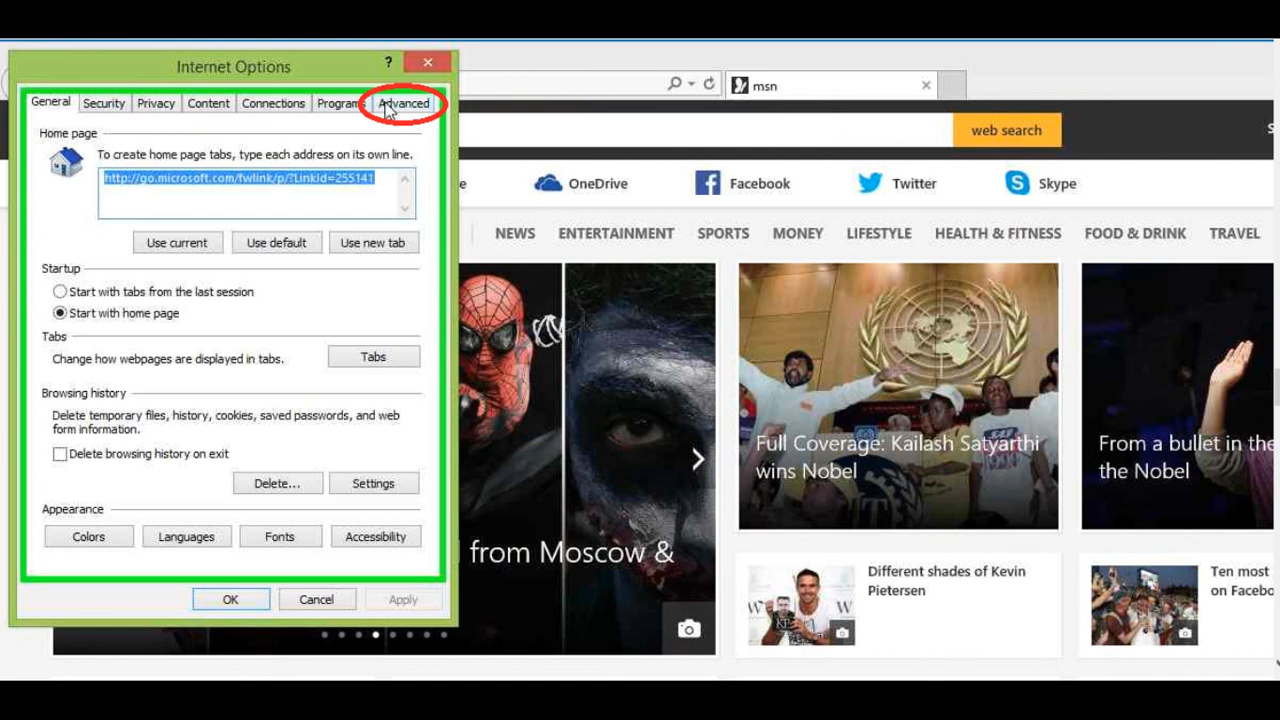 Internet Options
?
General Security Privacy Content Connections Programs Advanced
Home page
To create home page tabs, type each address on its own line.
http://go.microsoft.com/fwlink/p/?LinkId=255141
Use current Use default Use new tab
Startup
Start with tabs from the last session
Start with home page
Tabs
Change how webpages are displayed in tabs.
Tabs
Browsing history
Delete temporary files, history, cookies, saved passwords, and web
form information.
Delete browsing history on exit
Delete... Settings
Appearance
Colors Languages Fonts Accessibility
OK Cancel Apply
msn
web search
OneDrive Facebook Twitter Skype
NEWS ENTERTAINMENT SPORTS MONEY LIFESTYLE HEALTH & FITNESS FOOD & DRINK TRAVEL
from Moscow &
Full Coverage: Kailash Satyarthi
wins Nobel
From a bullet in the
the Nobel
Different shades of Kevin
Pietersen
Ten most
on Facebo